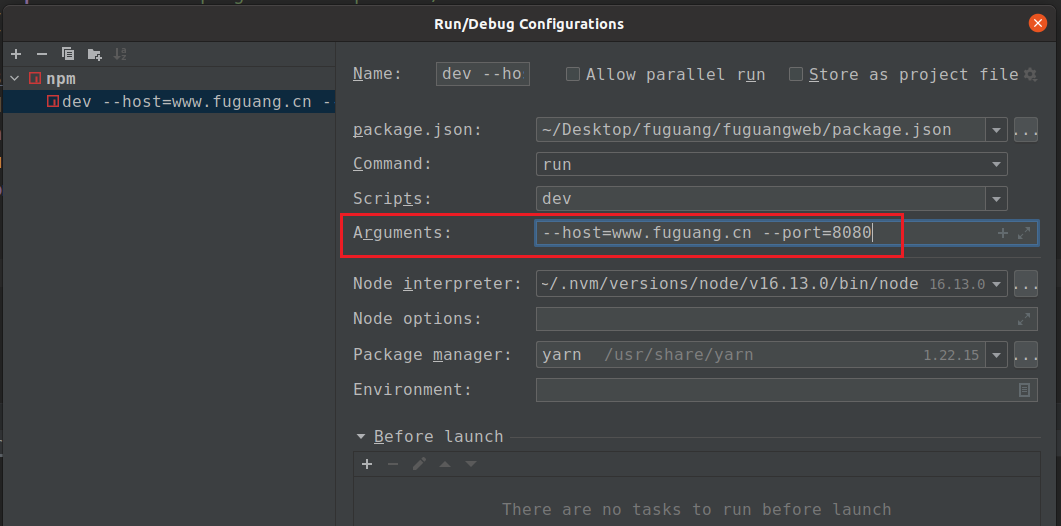 Run/Debug Configurations
npm
dev --host=www.fuguang.cn --
Name: dev --ho Allow parallel run Store as project file
package.json: ~/Desktop/fuguang/fuguangweb/package.json ...
Command: run
Scripts: dev
Arguments: --host=www.fuguang.cn --port=8080
Node interpreter: ~/.nvm/versions/node/v16.13.0/bin/node 16.13.0 ...
Node options:
Package manager: yarn /usr/share/yarn 1.22.15 ...
Environment:
Before launch
There are no tasks to run before launch